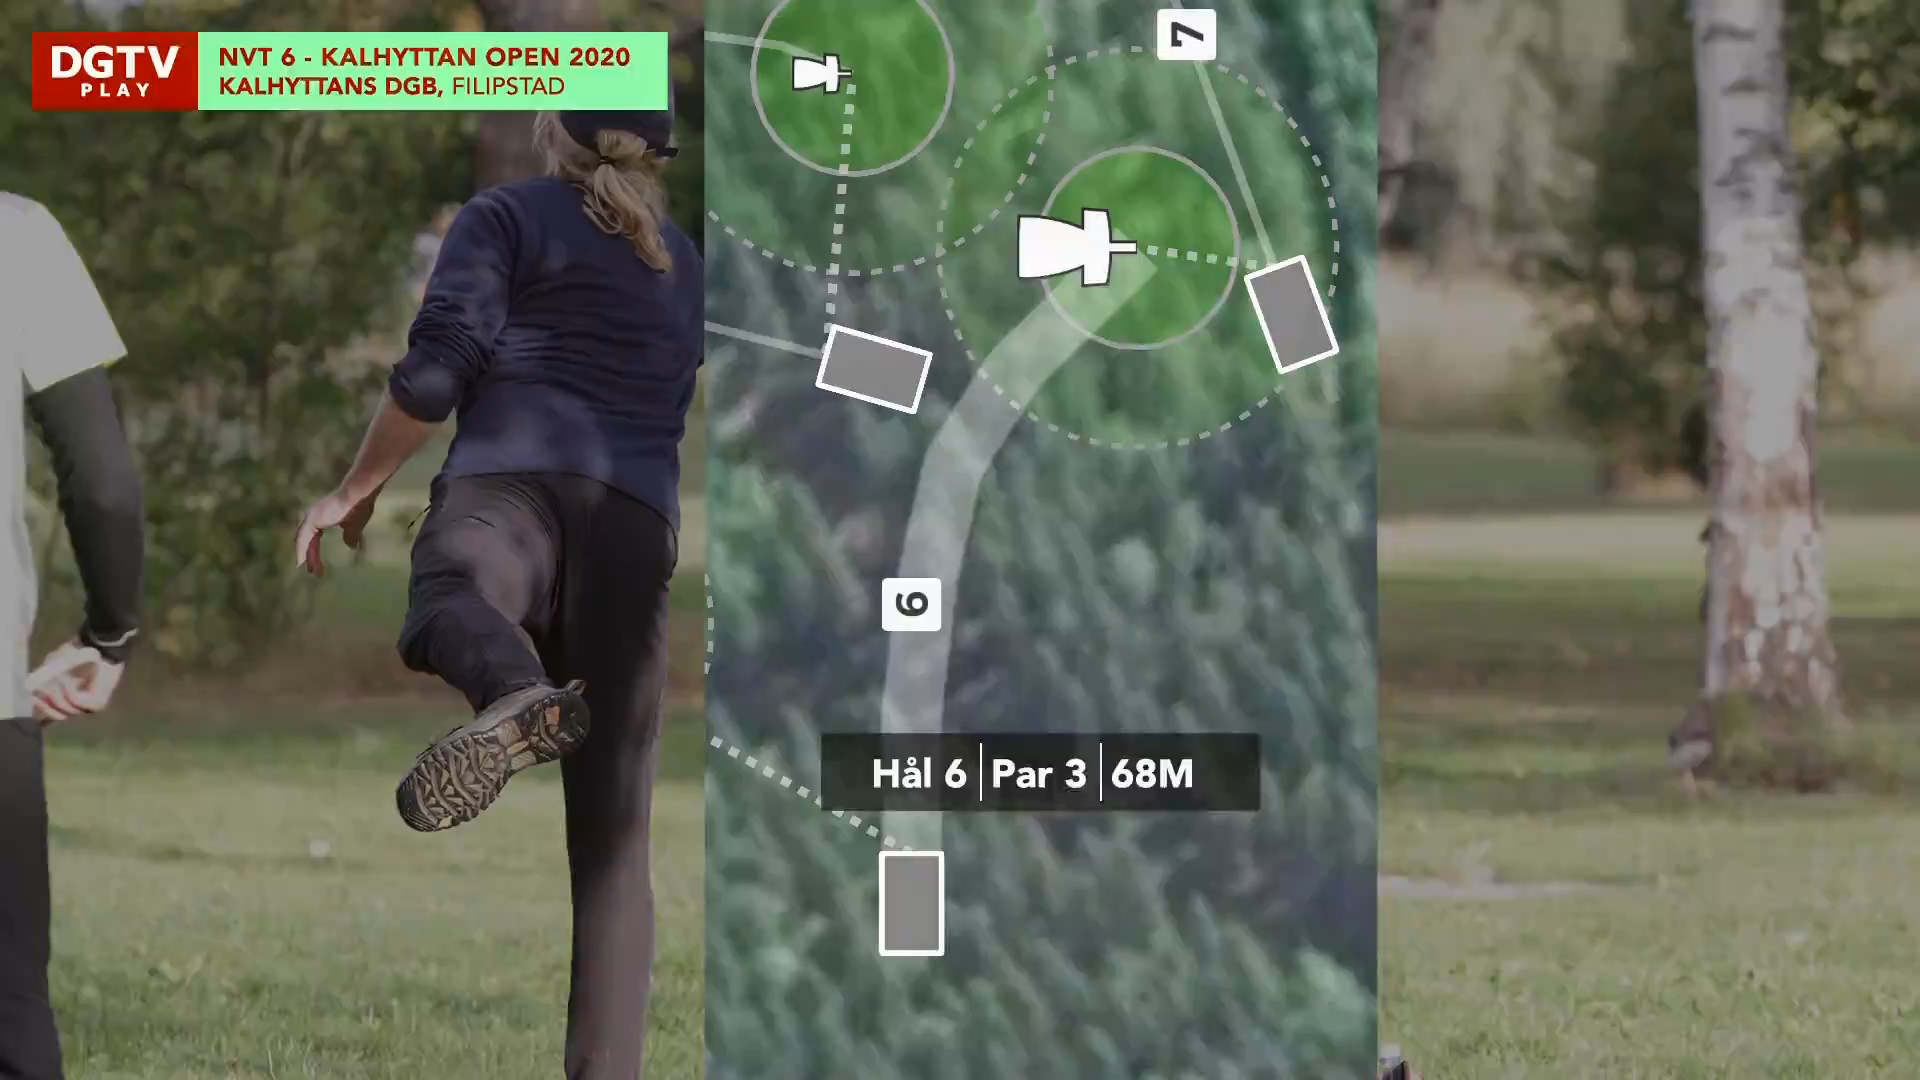 DGTV
PLAY
NVT 6 - KALHYTTAN OPEN 2020
KALHYTTANS DGB, FILIPSTAD
7
6
Hål 6 | Par 3 | 68M